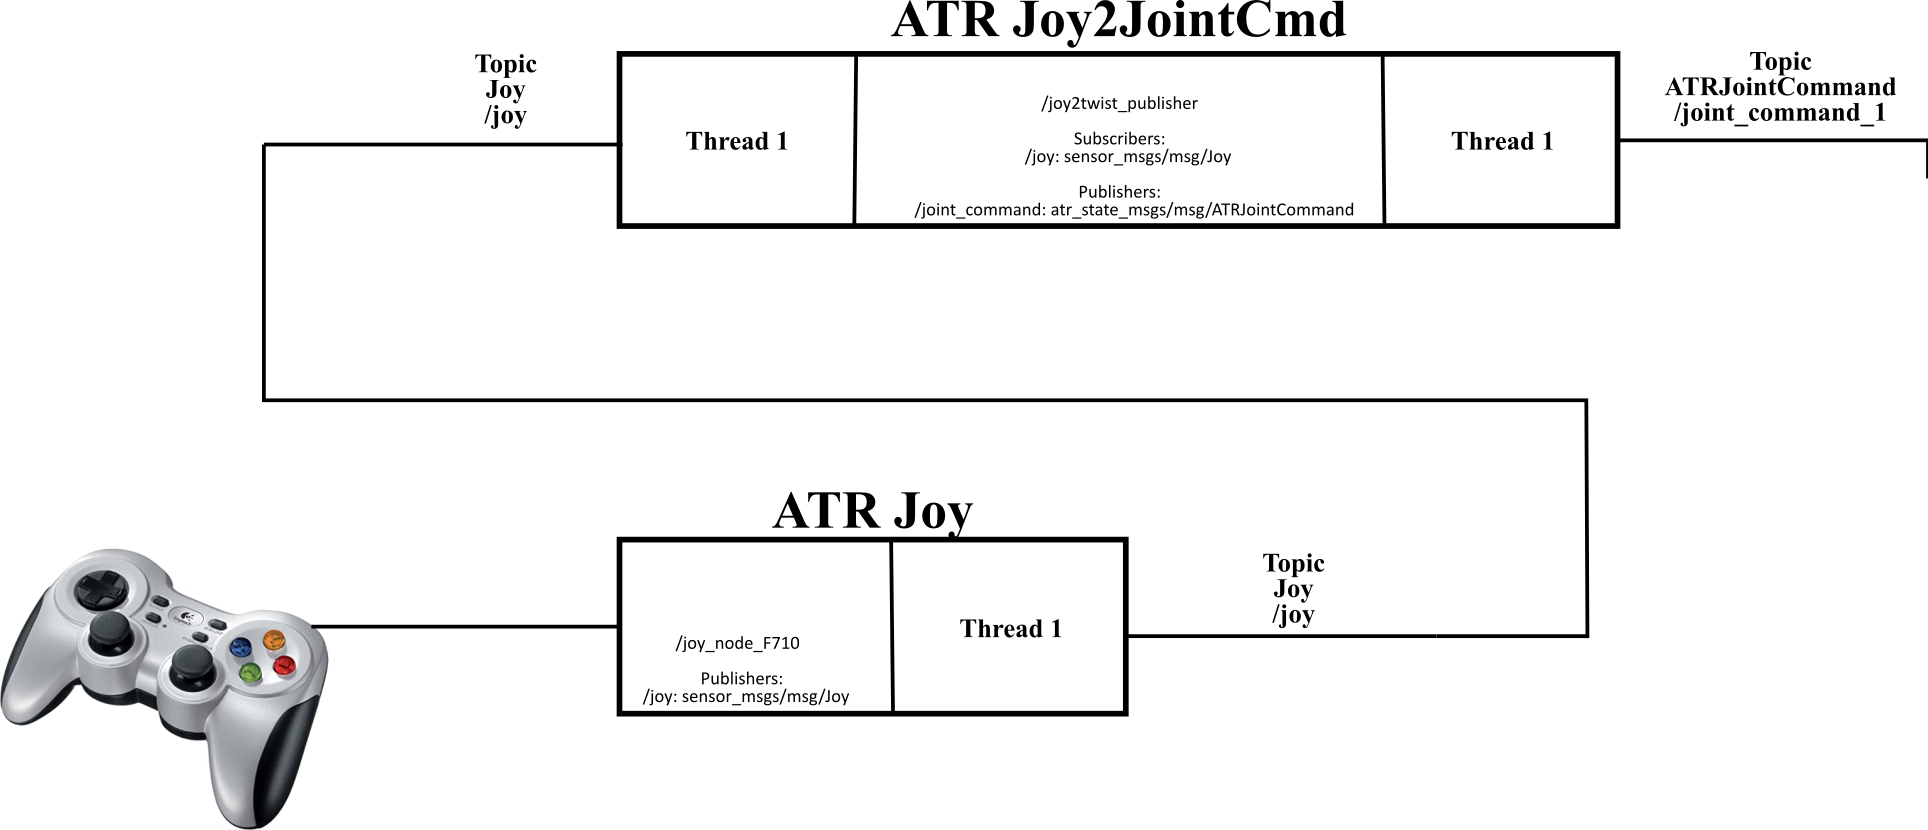 ATR Joy2JointCmd
Topic
Joy
/joy
Thread 1
/joy2twist_publisher
Subscribers:
/joy: sensor_msgs/msg/Joy
Publishers:
/joint_command: atr_state_msgs/msg/ATRJointCommand
Thread 1
Topic
ATRJointCommand
/joint_command_1
ATR Joy
/joy_node_F710
Publishers:
/joy: sensor_msgs/msg/Joy
Thread 1
Topic
Joy
/joy